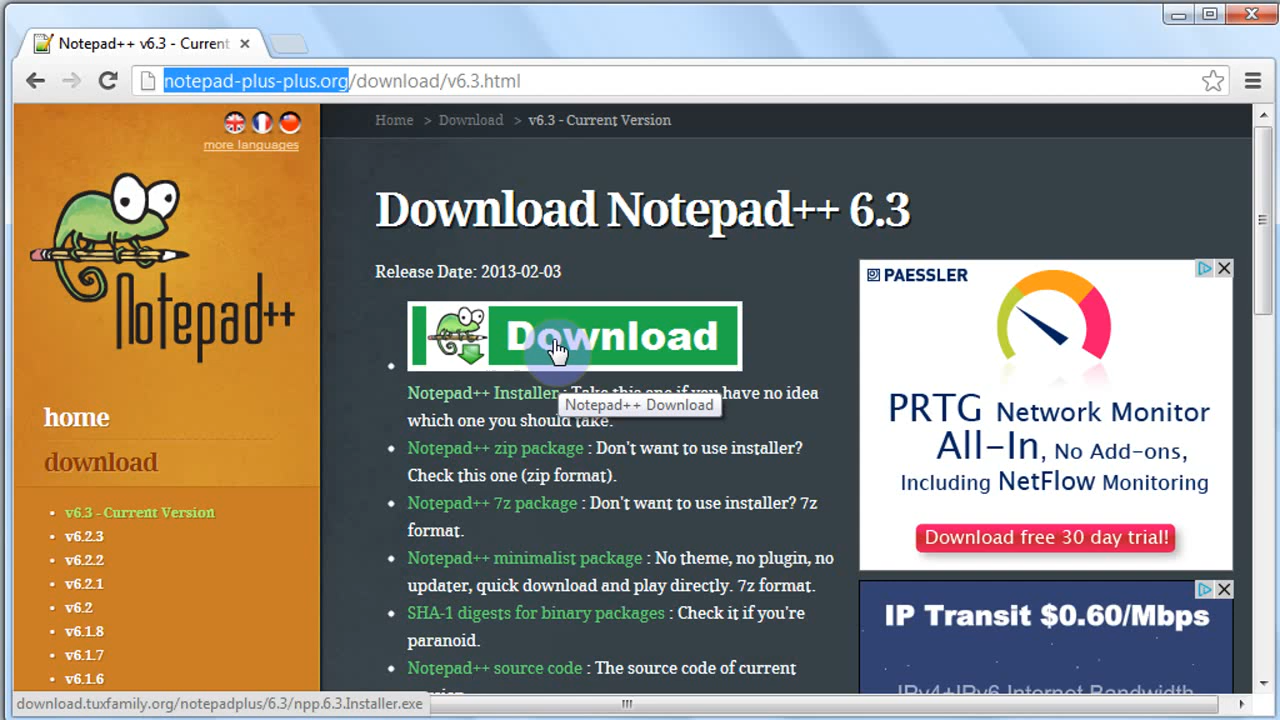 Notepad++ v6.3 - Current
notepad-plus-plus.org/download/v6.3.html
more languages
Notepad++
home
download
v6.3 - Current Version
v6.2.3
v6.2.2
v6.2.1
v6.2
v6.1.8
v6.1.7
v6.1.6
Home > Download > v6.3 - Current Version
Download Notepad++ 6.3
Release Date: 2013-02-03
Download
Notepad++ Installer : Take this one if you have no idea
which one you should take.
Notepad++ Download
Notepad++ zip package : Don't want to use installer?
Check this one (zip format).
Notepad++ 7z package : Don't want to use installer? 7z
format.
Notepad++ minimalist package : No theme, no plugin, no
updater, quick download and play directly. 7z format.
SHA-1 digests for binary packages : Check it if you're
paranoid.
Notepad++ source code : The source code of current
PAESSLER
PRTG Network Monitor
All-In, No Add-ons,
Including NetFlow Monitoring
Download free 30 day trial!
IP Transit $0.60/Mbps
IPv4+IPv6 Internet Bandwidth
download.tuxfamily.org/notepadplus/6.3/npp.6.3.Installer.exe